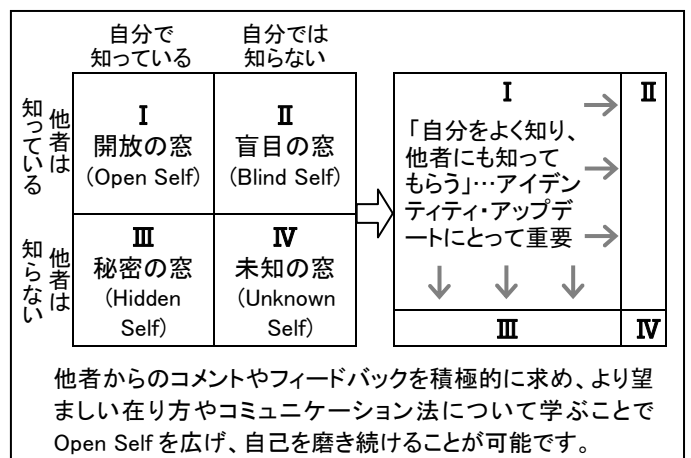 自分で
知っている
自分では
知らない
他者は
知っている
Ⅰ
開放の窓
(Open Self)
Ⅱ
盲目の窓
(Blind Self)
他者は
知らない
Ⅲ
秘密の窓
(Hidden
Self)
Ⅳ
未知の窓
(Unknown
Self)
Ⅰ
「自分をよく知り、
他者にも知って
もらう」…アイデン
ティティ・アップデ
ートにとって重要
Ⅱ
Ⅲ
Ⅳ
他者からのコメントやフィードバックを積極的に求め、より望
ましい在り方やコミュニケーション法について学ぶことで
Open Self を広げ、自己を磨き続けることが可能です。